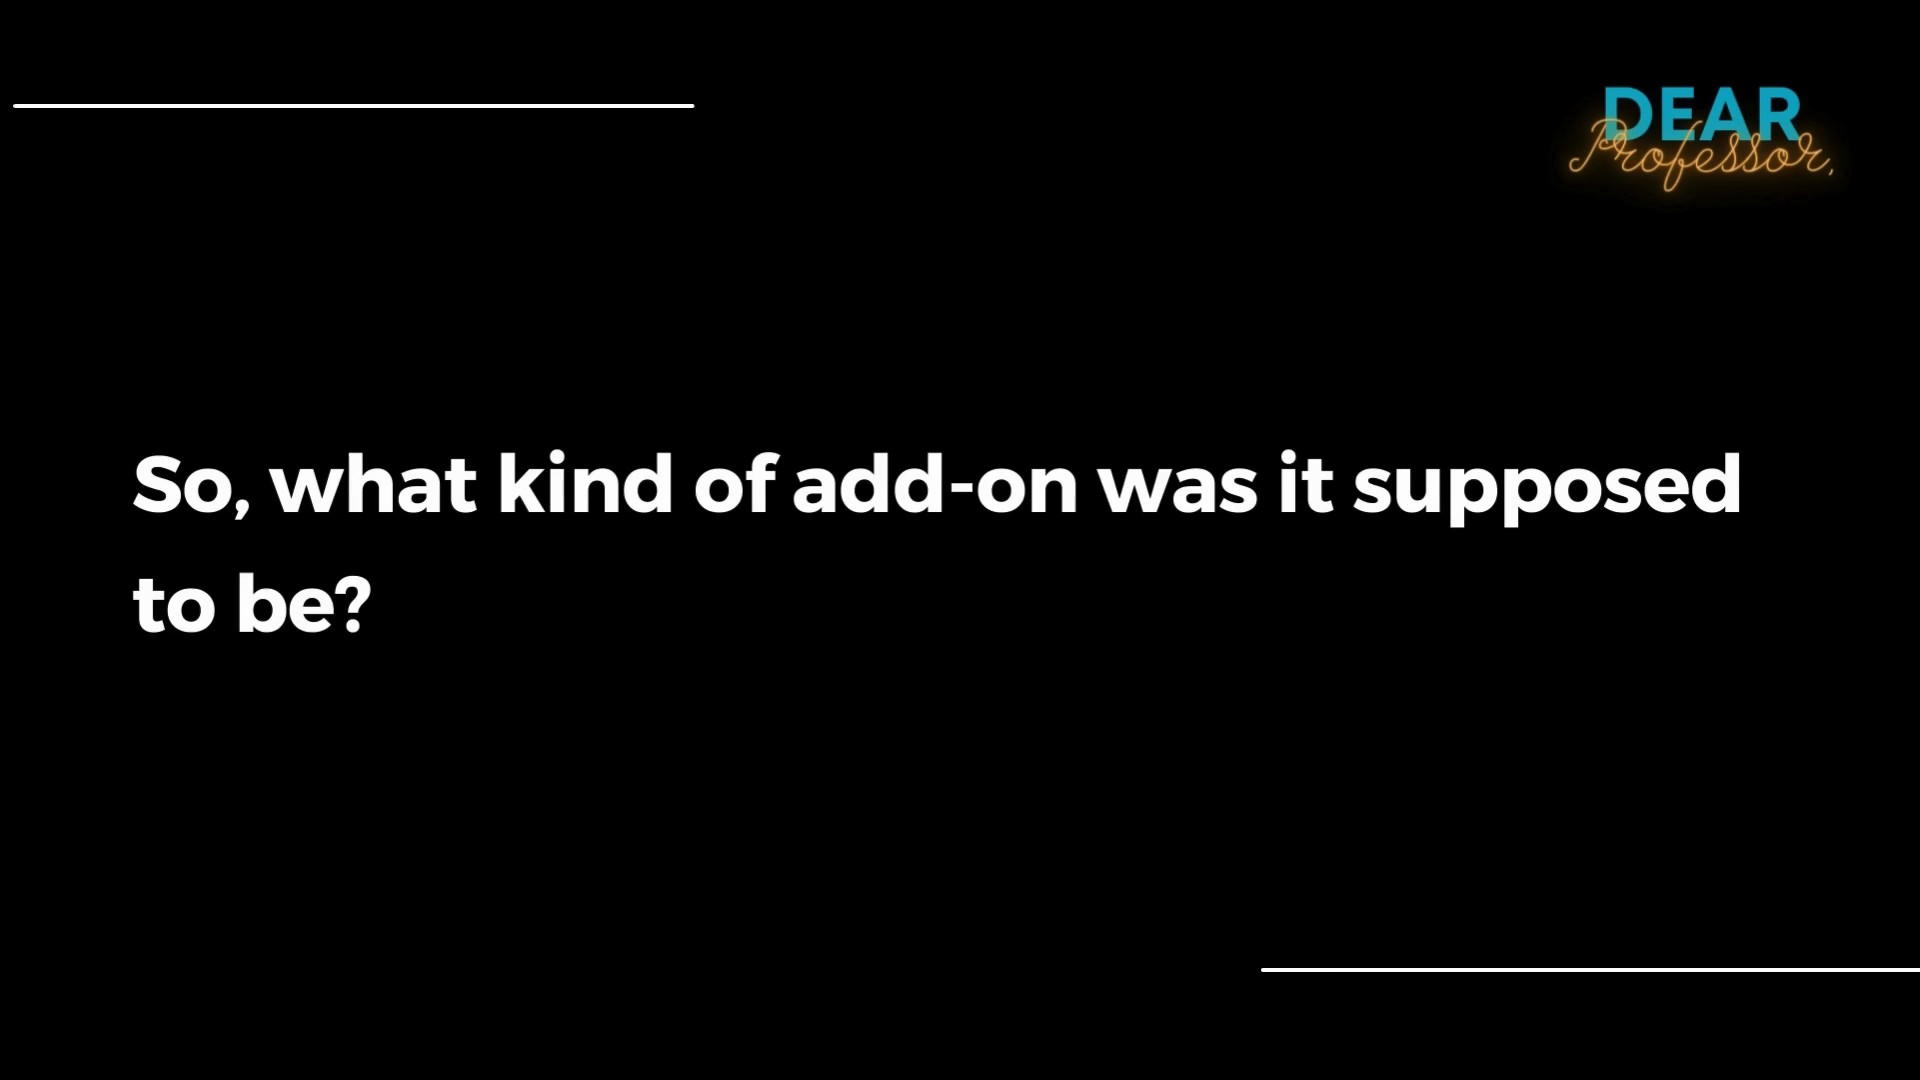 DEAR
Professor,
So, what kind of add-on was it supposed
to be?